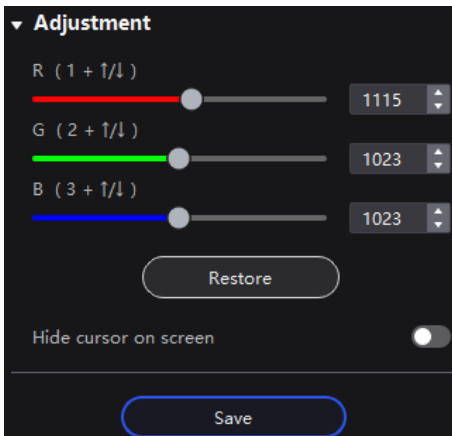 Adjustment
R ( 1 + ↑/↓ )
1115
G ( 2 + ↑/↓ )
1023
B ( 3 + ↑/↓ )
1023
Restore
Hide cursor on screen
Save